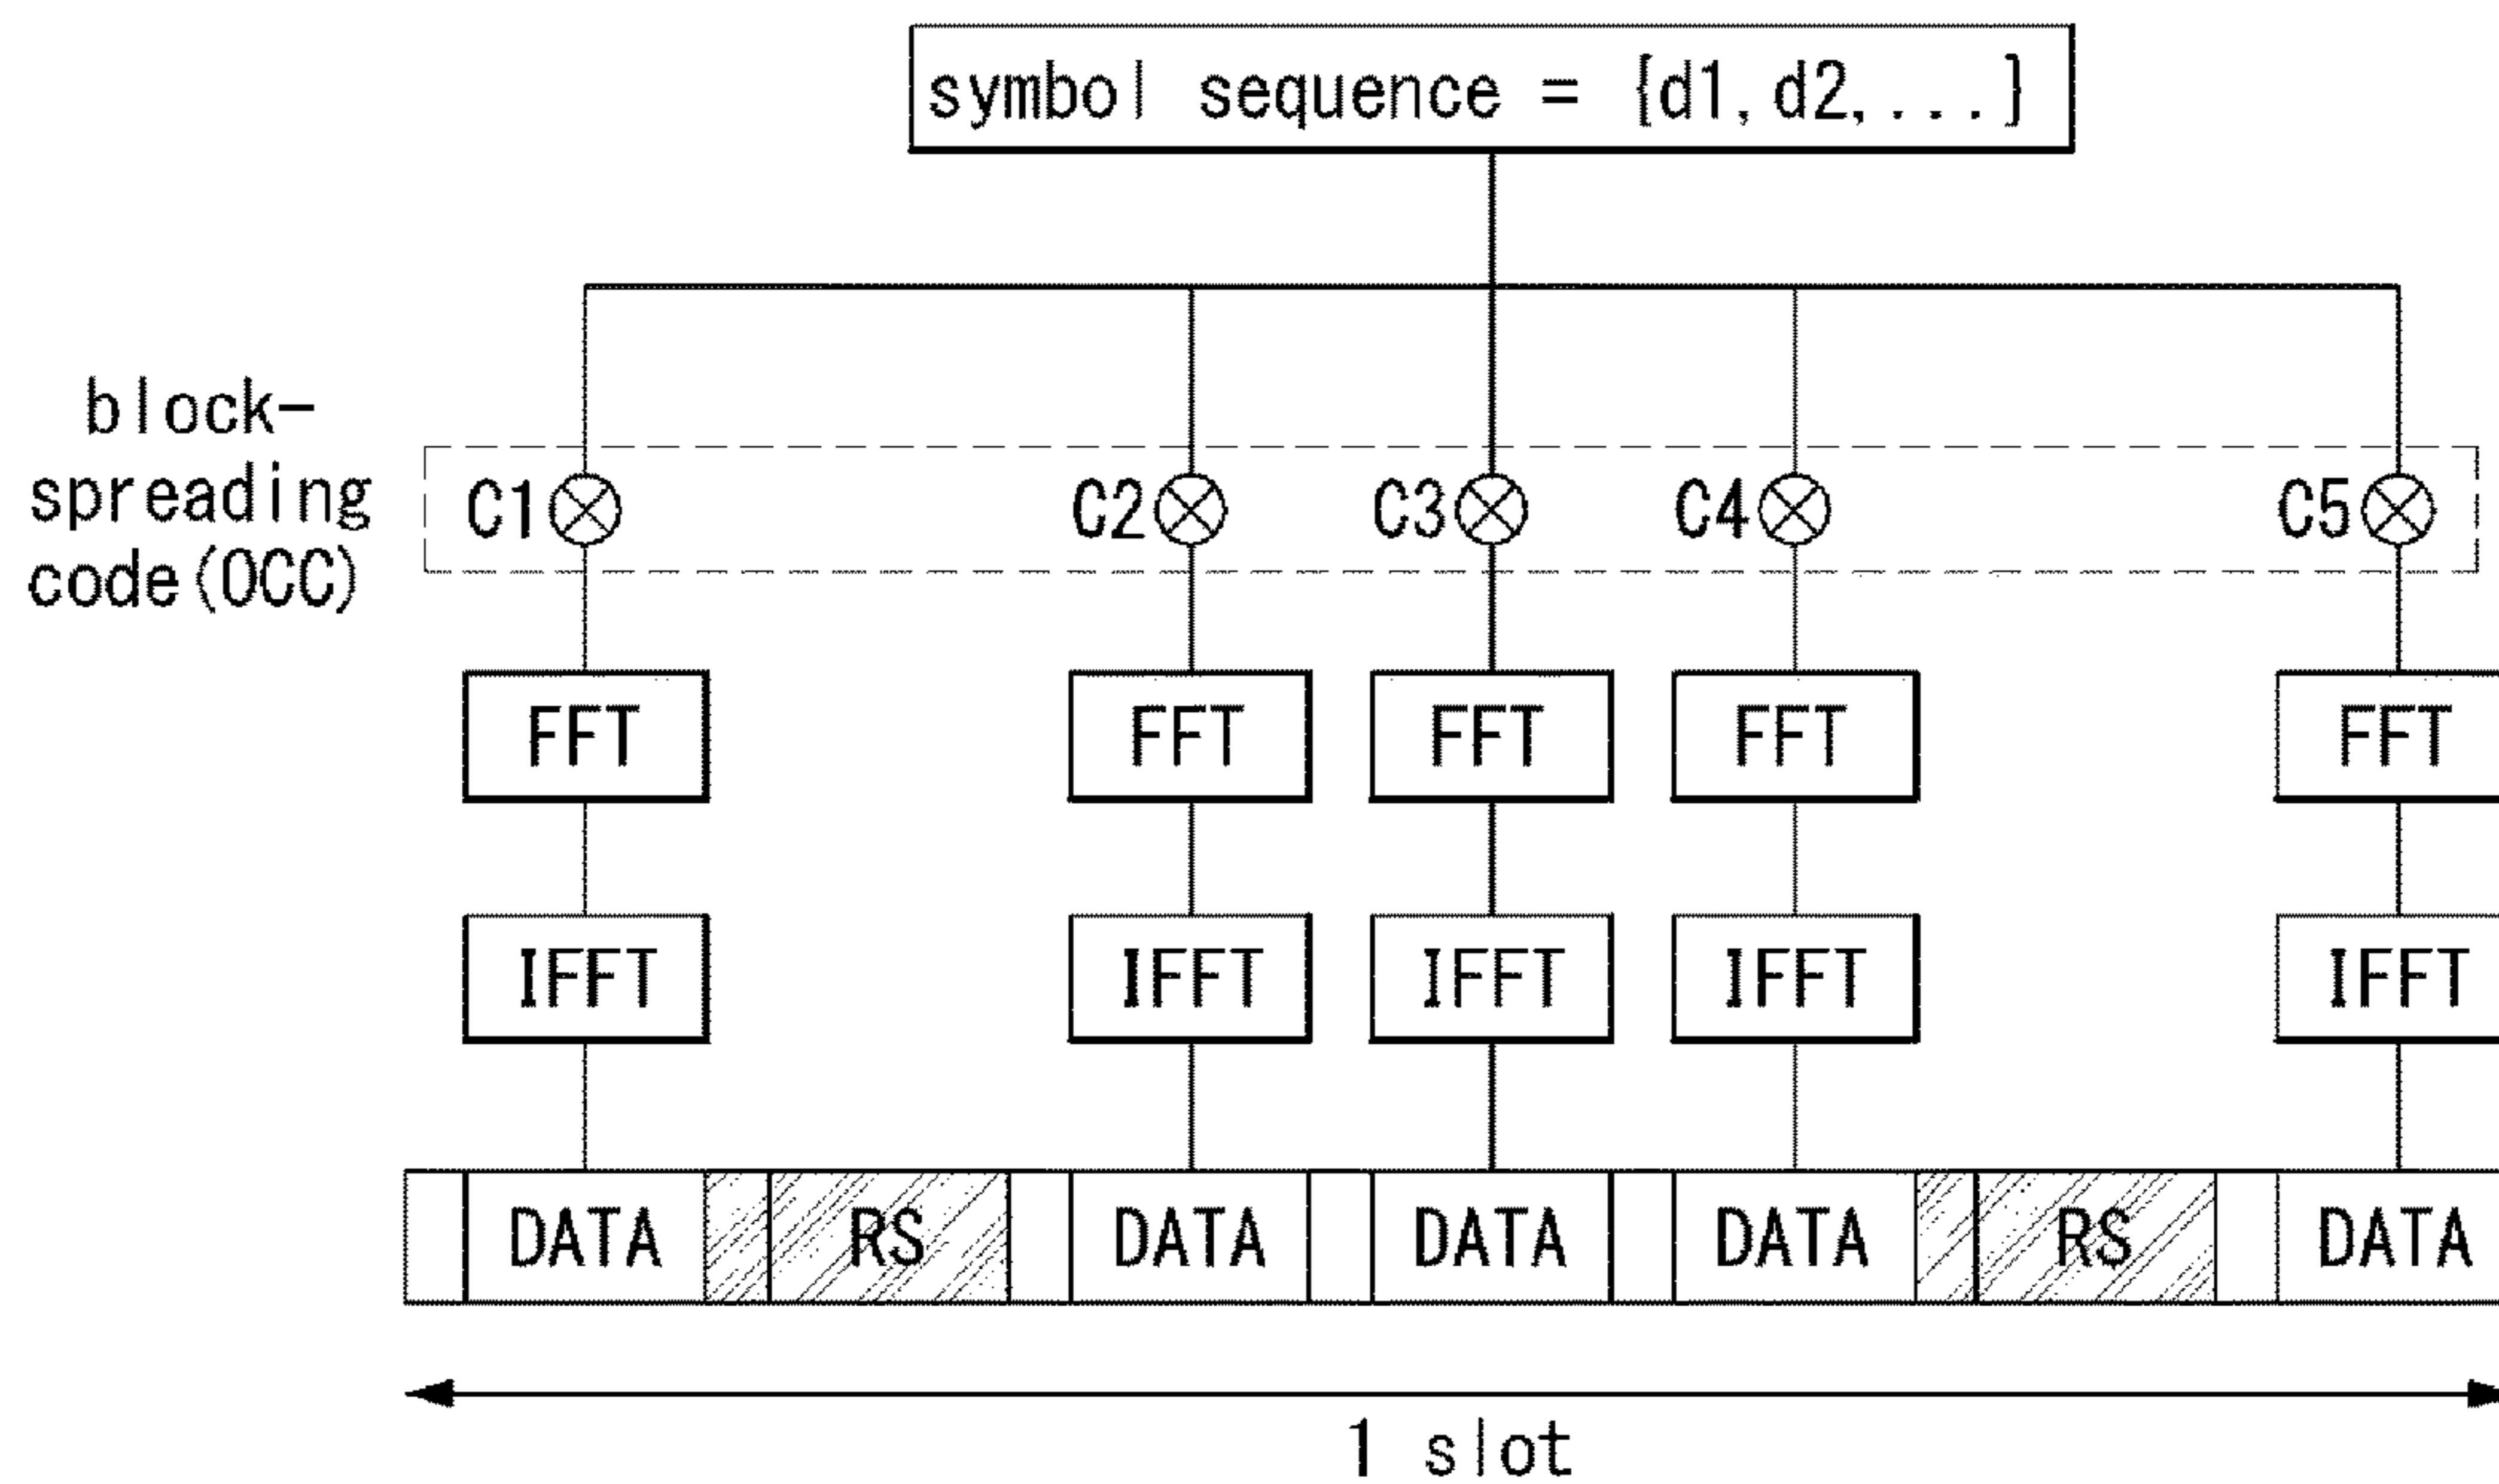 symbol sequence = {d1, d2, ...}
block-
spreading
code(OCC)
C1 C2 C3 C4 C5
FFT FFT FFT FFT FFT
IFFT IFFT IFFT IFFT IFFT
DATA RS DATA DATA DATA RS DATA
1 slot